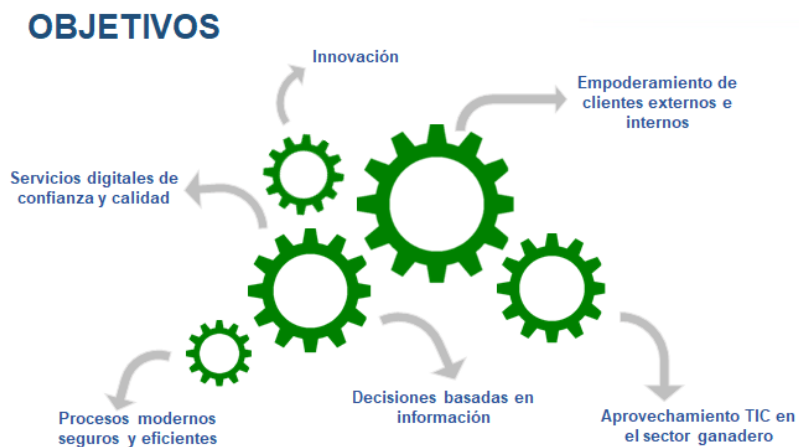 OBJETIVOS
Innovación
Empoderamiento de
clientes externos e
internos
Servicios digitales de
confianza y calidad
Decisiones basadas en
información
Procesos modernos
seguros y eficientes
Aprovechamiento TIC en
el sector ganadero